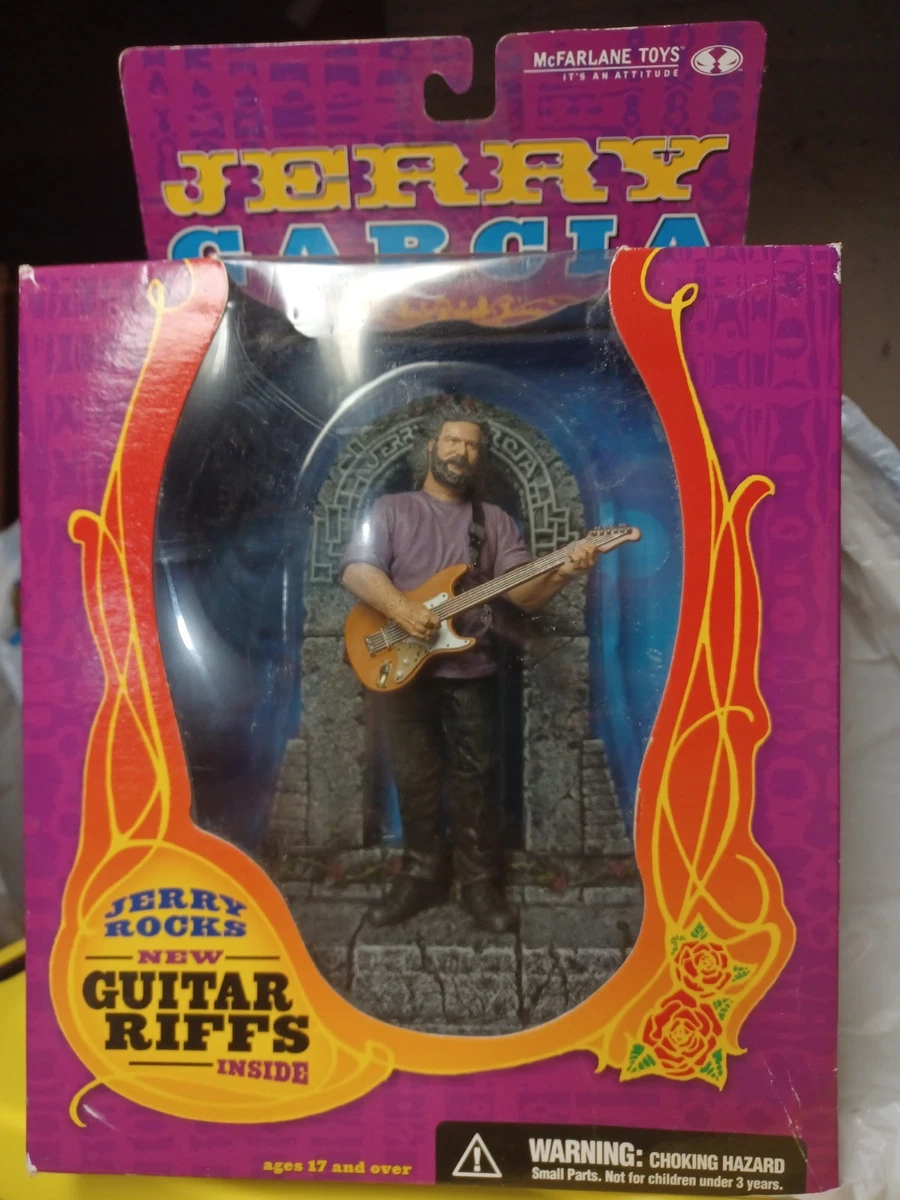 McFARLANE TOYS™
IT'S AN ATTITUDE
JERRY
GARCIA
JERRY
ROCKS
NEW
GUITAR
RIFFS
INSIDE
ages 17 and over
WARNING: CHOKING HAZARD
Small Parts. Not for children under 3 years.